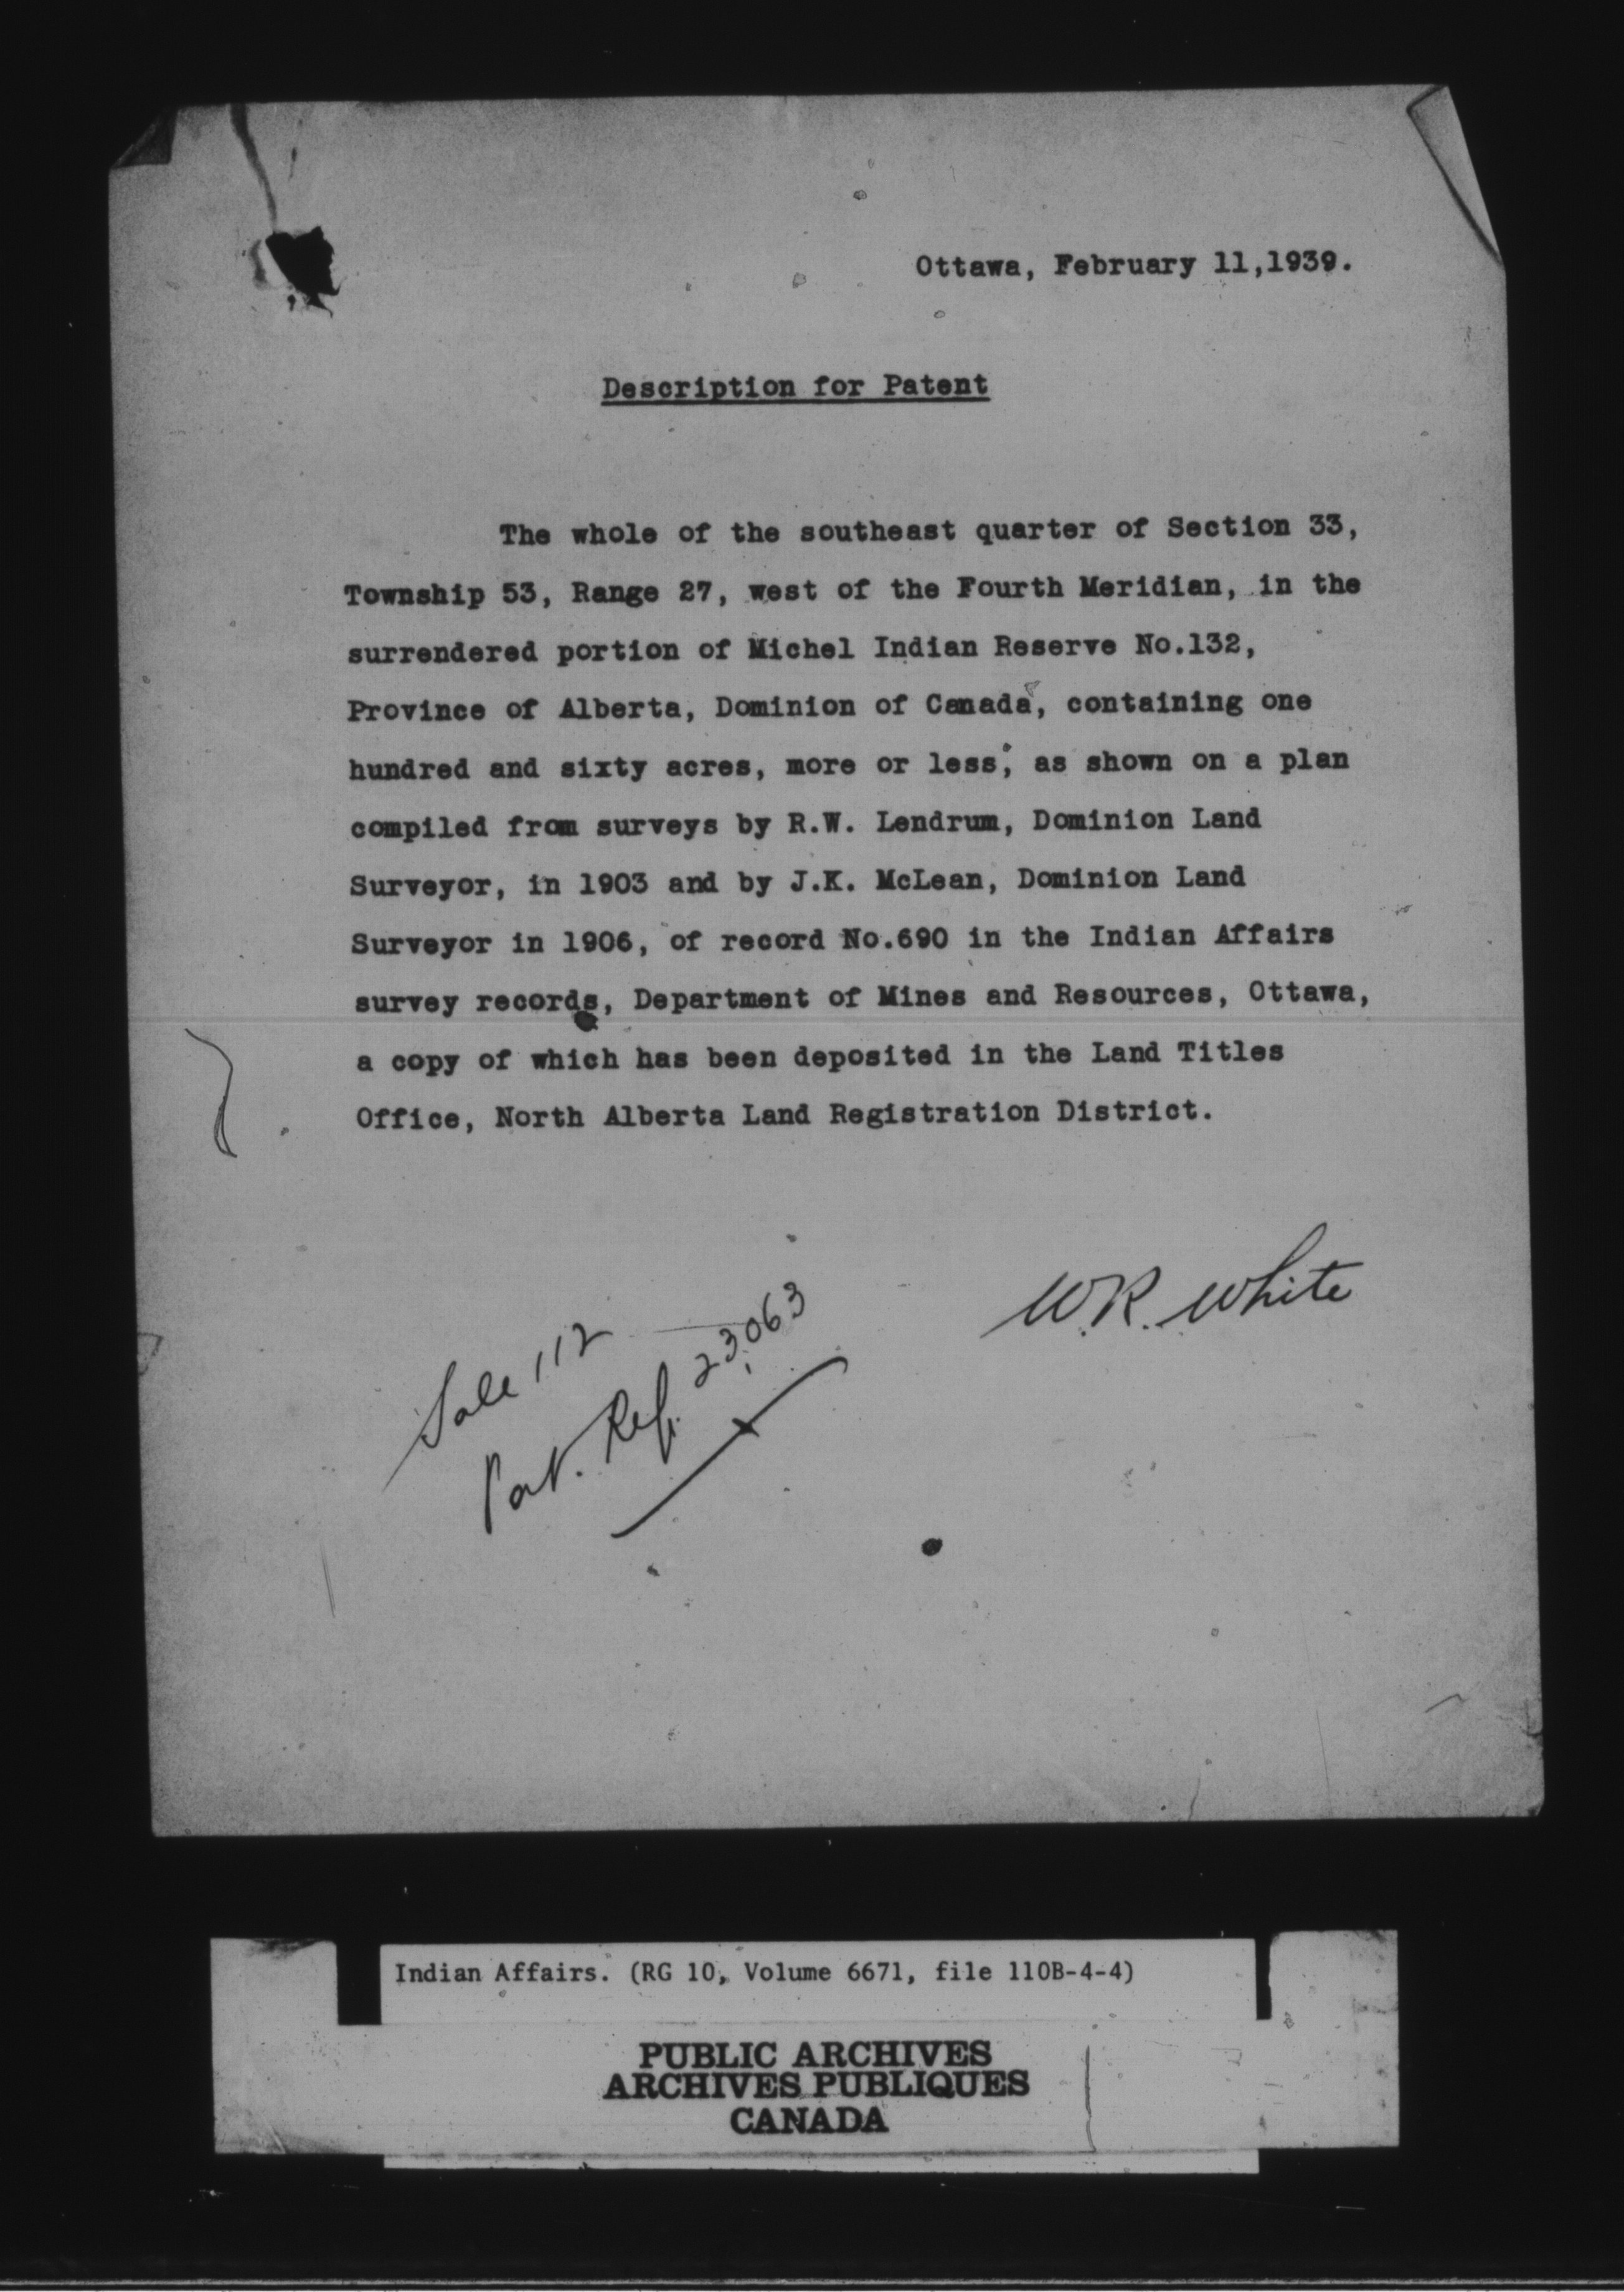 Ottawa, February 11,1939.
Description for Patent
The whole of the southeast quarter of Section 33,
Township 53, Range 27, west of the Fourth Meridian, in the
surrendered portion of Michel Indian Reserve No.132,
Province of Alberta, Dominion of Canada, containing one
hundred and sixty acres, more or less, as shown on a plan
compiled from surveys by R.W. Lendrum, Dominion Land
Surveyor, in 1903 and by J.K. McLean, Dominion Land
Surveyor in 1906, of record No.690 in the Indian Affairs
survey records, Department of Mines and Resources, Ottawa,
a copy of which has been deposited in the Land Titles
Office, North Alberta Land Registration District.
W.R. White
Sale 112
Pat. Ref. 23,063
Indian Affairs. (RG 10, Volume 6671, file 110B-4-4)
PUBLIC ARCHIVES
ARCHIVES PUBLIQUES
CANADA